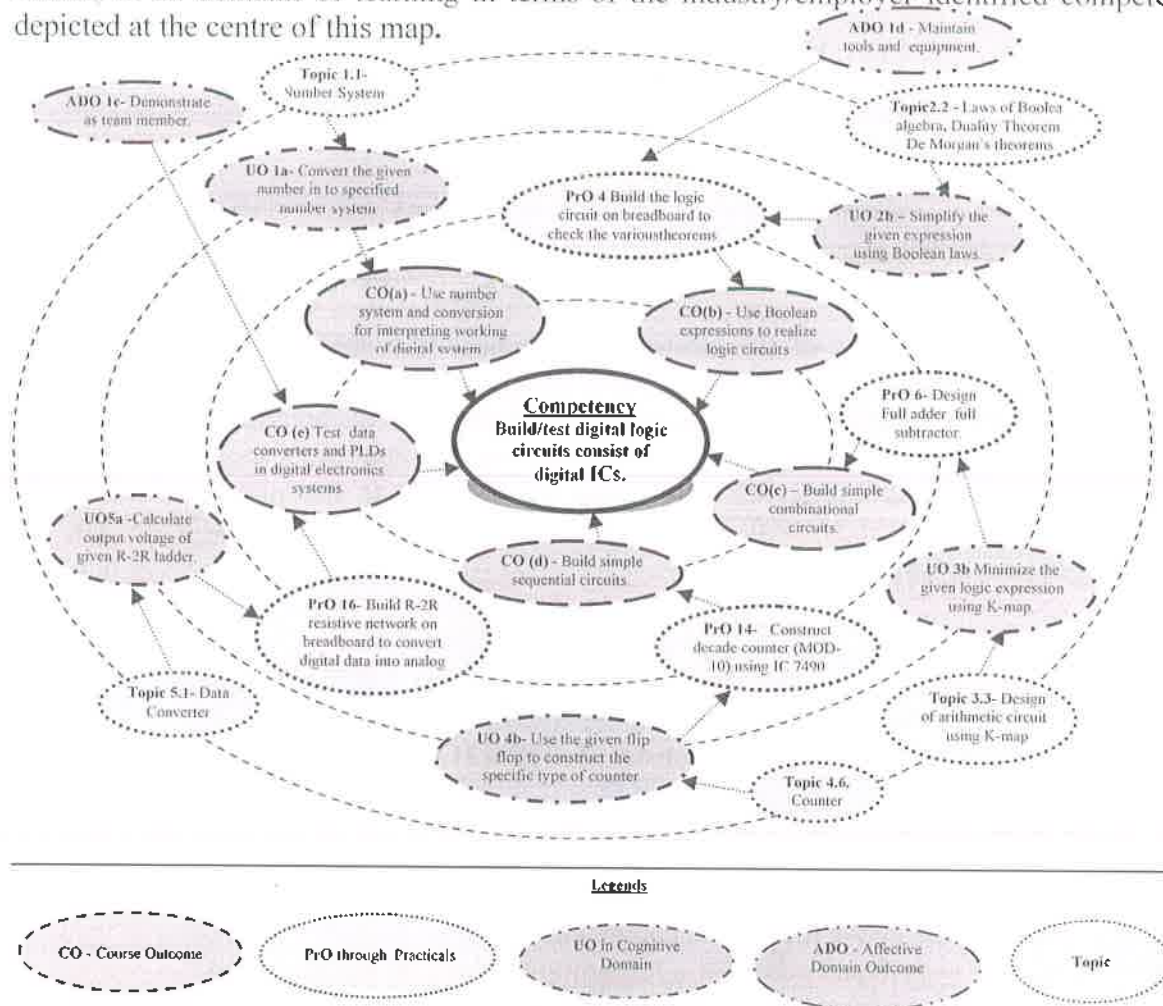 depicted at the centre of this map.
ADO 1d - Maintain
tools and equipment.
Topic 1.1-
Number System
ADO 1c- Demonstrate
as team member.
Topic2.2 - Laws of Boolea
algebra, Duality Theorem
De Morgan's theorems
UO 1a- Convert the given
number in to specified
number system
PrO 4 Build the logic
circuit on breadboard to
check the varioustheorems
UO 2b – Simplify the
given expression
using Boolean laws.
CO(a) - Use number
system and conversion
for interpreting working
of digital system
CO(b) - Use Boolean
expressions to realize
logic circuits
PrO 6- Design
Full adder full
subtractor.
Competency
Build/test digital logic
circuits consist of
digital ICs.
CO (e) Test data
converters and PLDs
in digital electronics
systems
CO(c) – Build simple
combinational
circuits.
UO5a -Calculate
output voltage of
given R-2R ladder.
CO (d) - Build simple
sequential circuits
UO 3b Minimize the
given logic expression
using K-map.
PrO 16- Build R-2R
resistive network on
breadboard to convert
digital data into analog
PrO 14- Construct
decade counter (MOD-
10) using IC 7490
Topic 5.1- Data
Converter
Topic 3.3- Design
of arithmetic circuit
using K-map
UO 4b- Use the given flip
flop to construct the
specific type of counter
Topic 4.6.
Counter
Legends
CO - Course Outcome
PrO through Practicals
UO in Cognitive
Domain
ADO - Affective
Domain Outcome
Topic